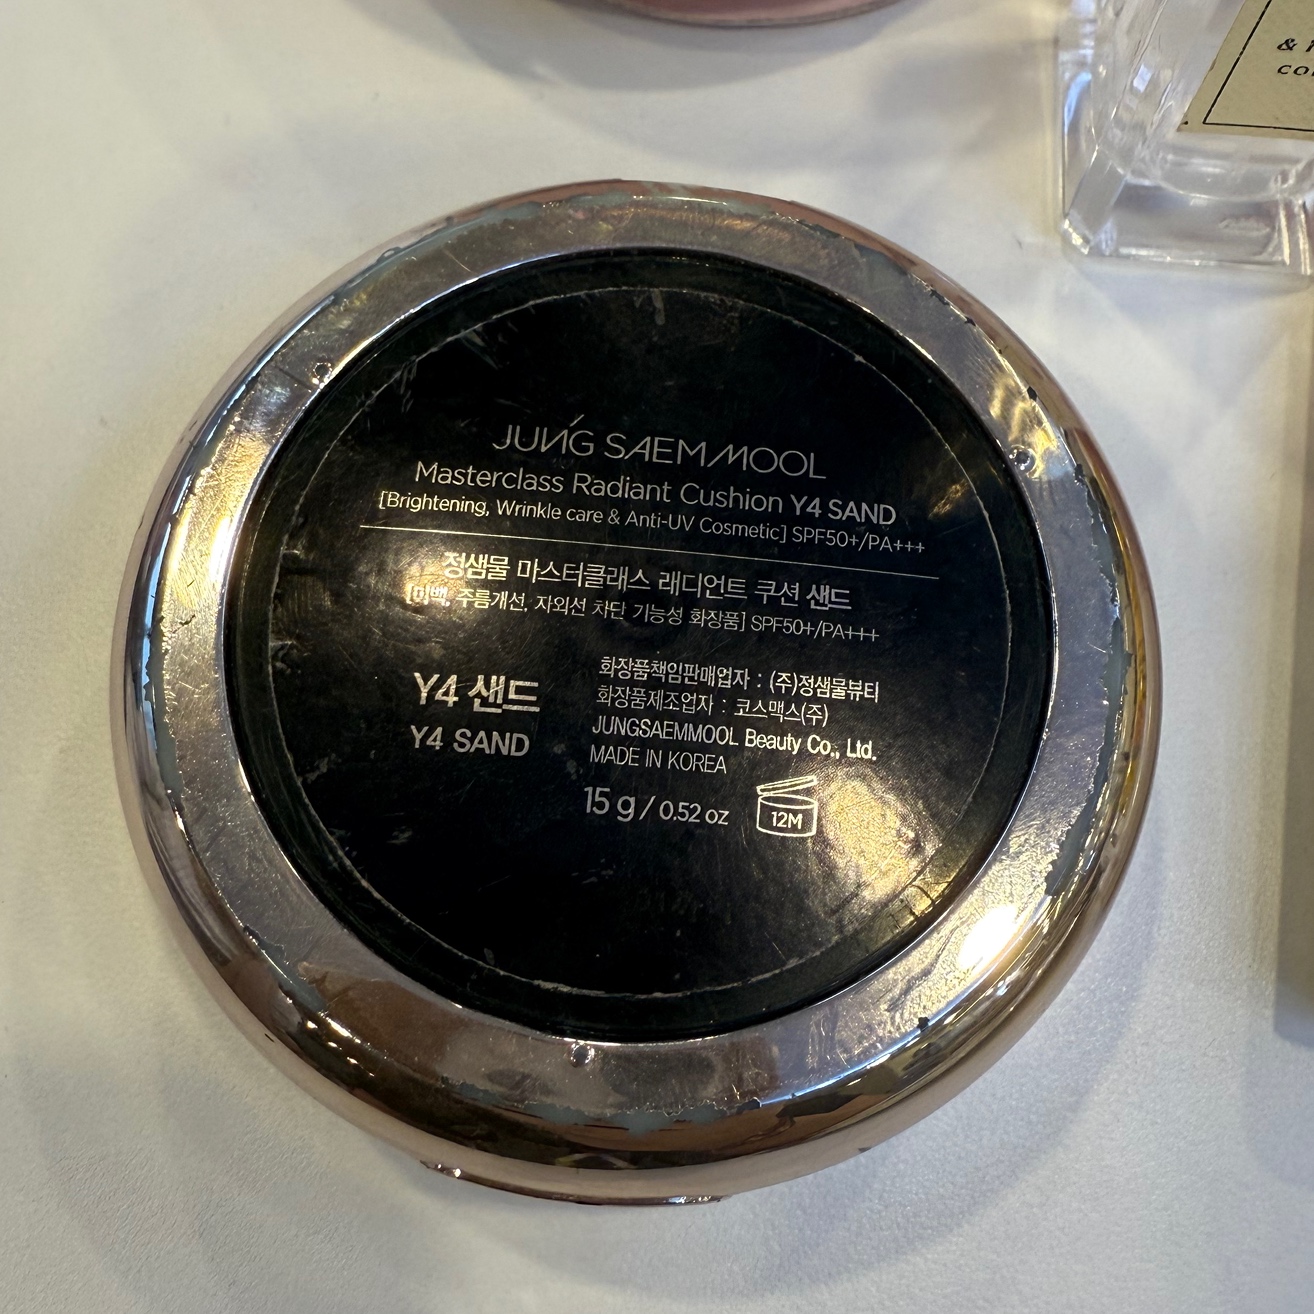 JUNG SAEM MOOL
Masterclass Radiant Cushion Y4 SAND
[Brightening, Wrinkle care & Anti-UV Cosmetic] SPF50+/PA+++
정샘물 마스터클래스 래디언트 쿠션 샌드
[미백, 주름개선, 자외선 차단 기능성 화장품] SPF50+/PA+++
Y4 샌드
Y4 SAND
화장품책임판매업자 : (주)정샘물뷰티
화장품제조업자 : 코스맥스(주)
JUNGSAEMMOOL Beauty Co., Ltd.
MADE IN KOREA
15 g / 0.52 oz
12M
&